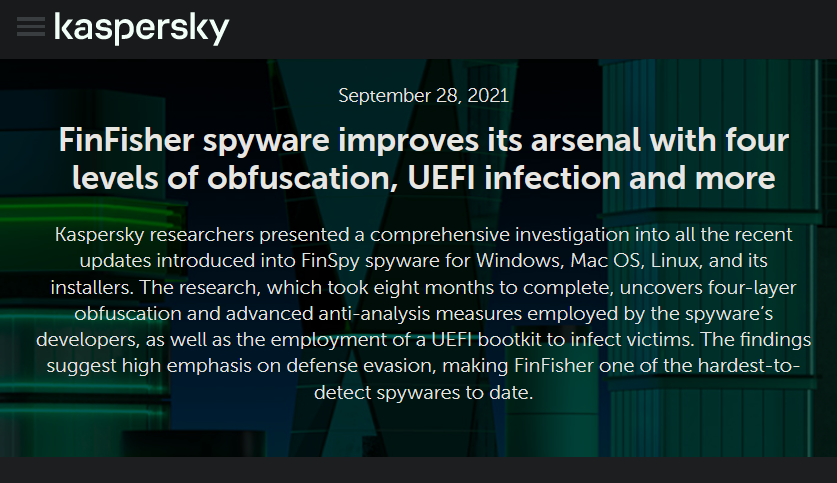 kaspersky
September 28, 2021
FinFisher spyware improves its arsenal with four
levels of obfuscation, UEFI infection and more
Kaspersky researchers presented a comprehensive investigation into all the recent
updates introduced into FinSpy spyware for Windows, Mac OS, Linux, and its
installers. The research, which took eight months to complete, uncovers four-layer
obfuscation and advanced anti-analysis measures employed by the spyware’s
developers, as well as the employment of a UEFI bootkit to infect victims. The findings
suggest high emphasis on defense evasion, making FinFisher one of the hardest-to-
detect spywares to date.